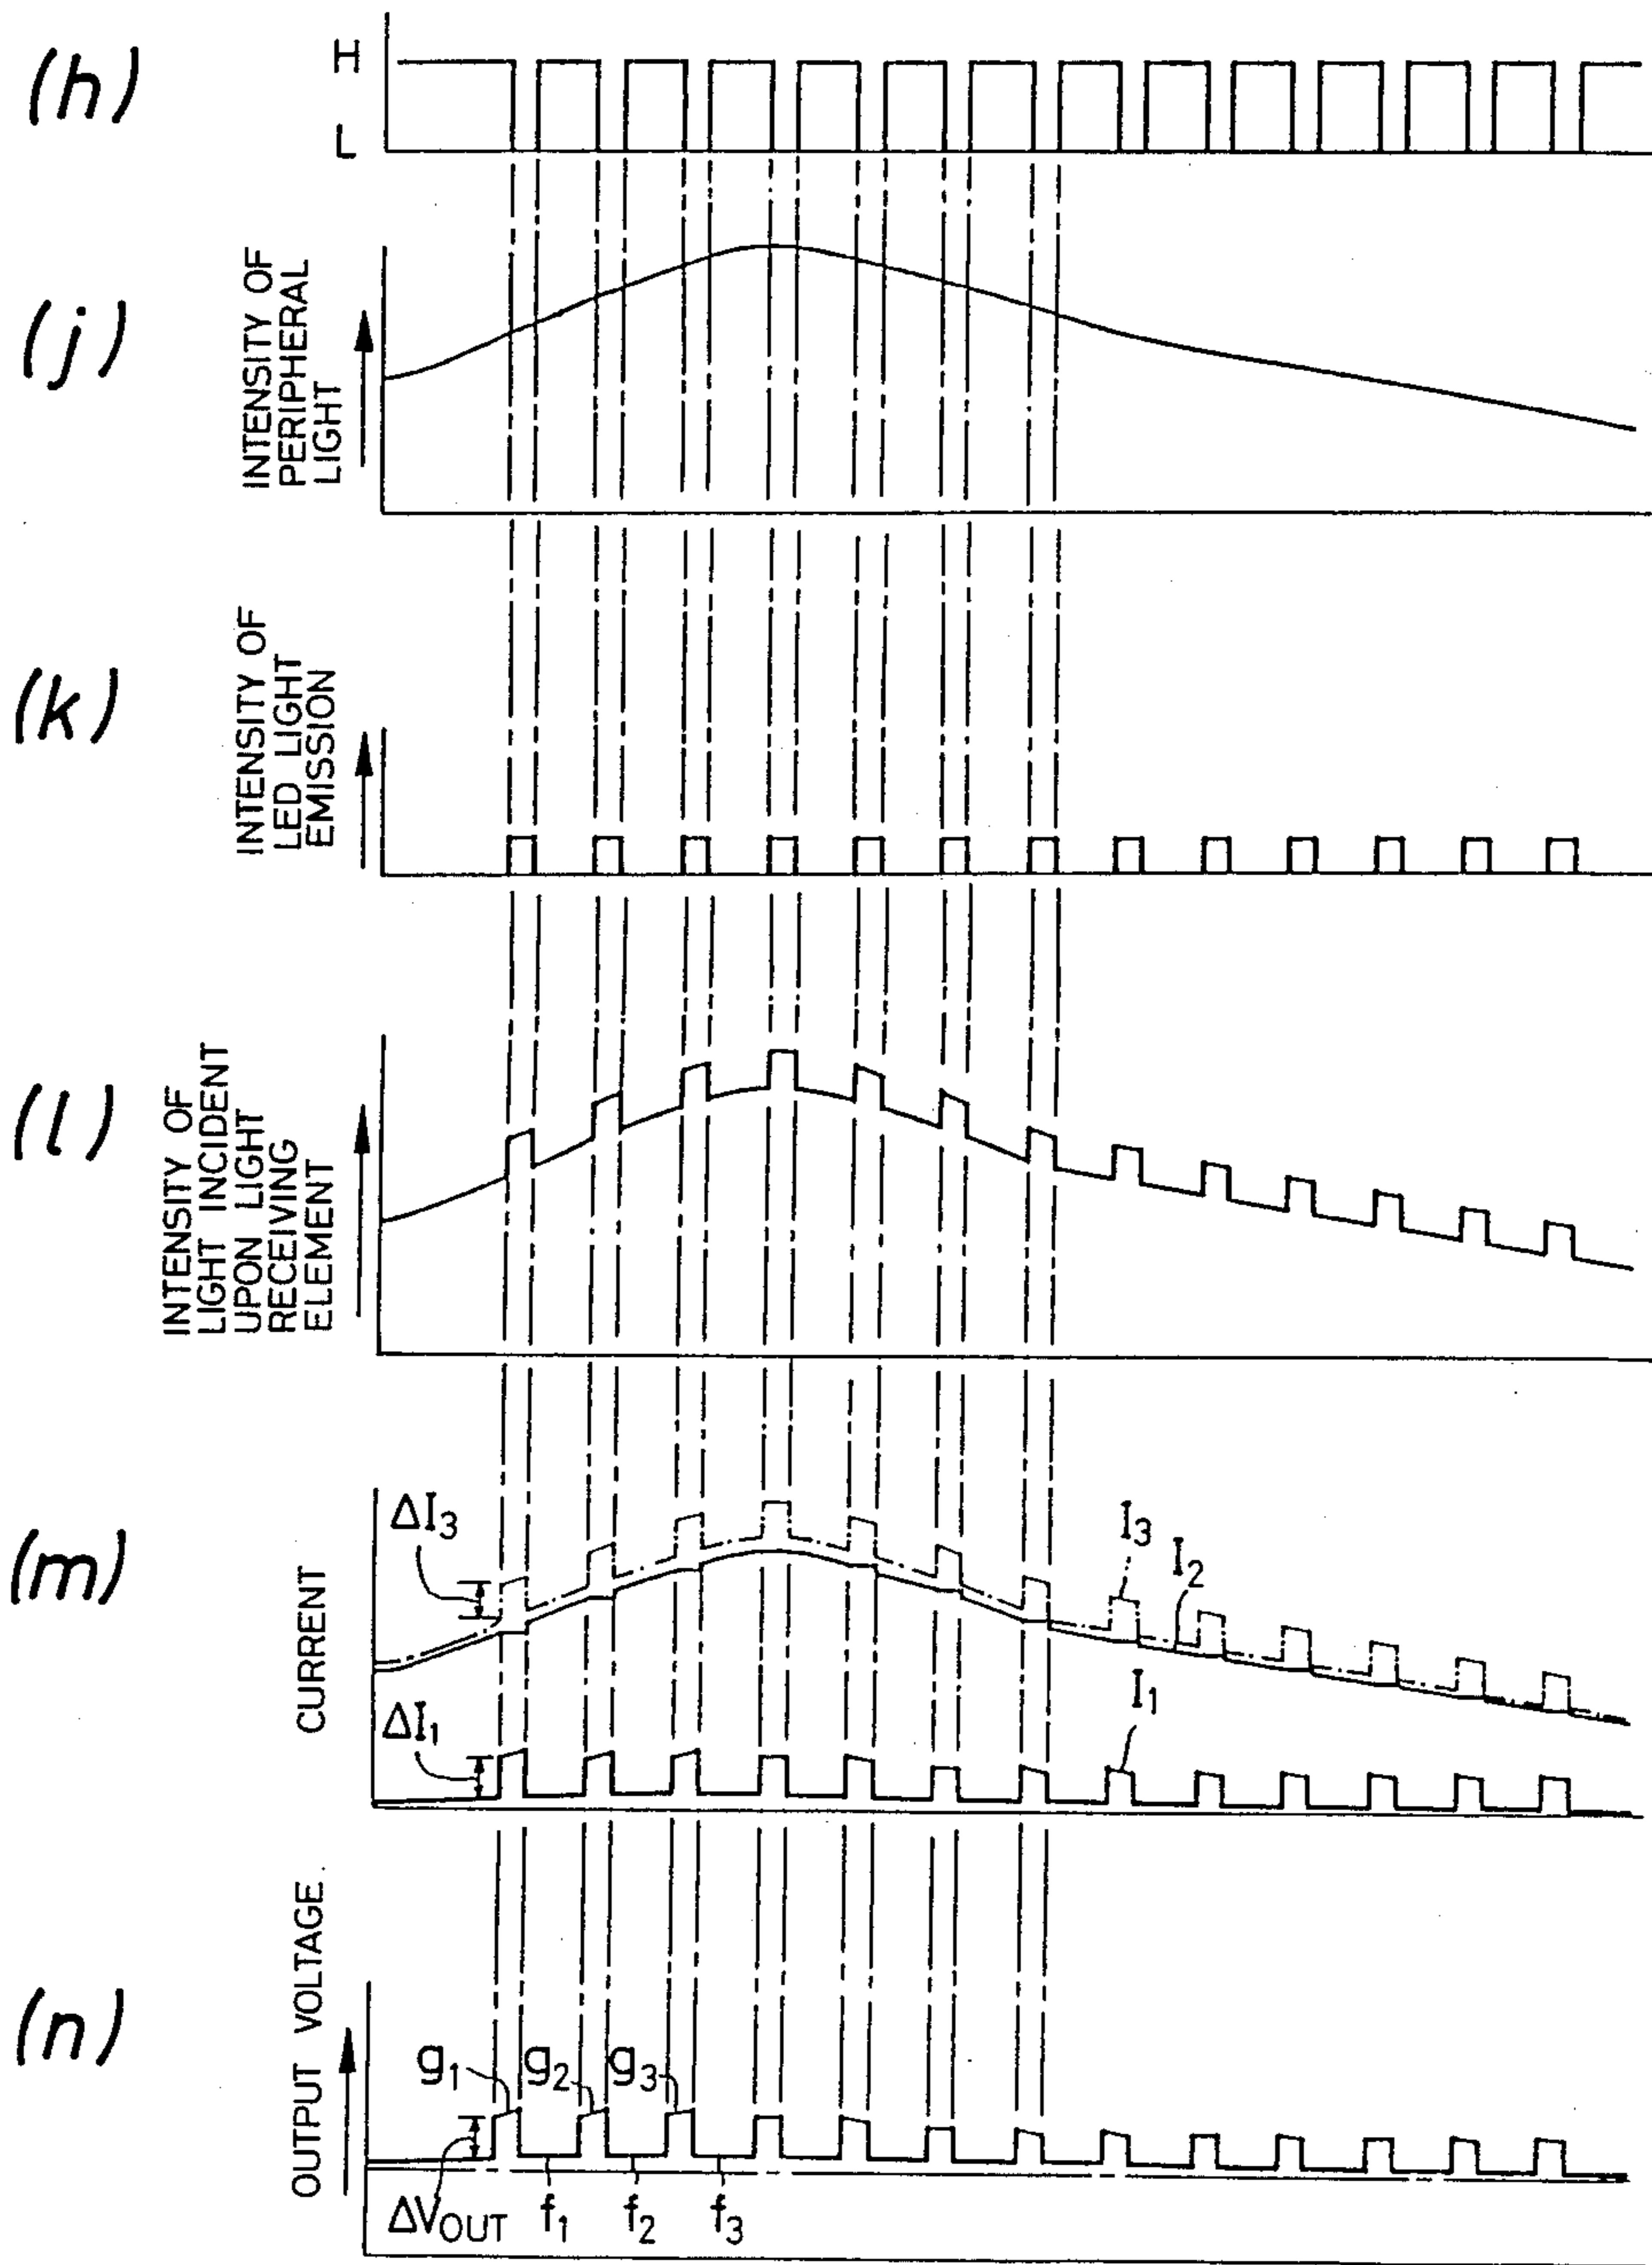 (h)
H
L
(j)
INTENSITY OF
PERIPHERAL
LIGHT
(k)
INTENSITY OF
LED LIGHT
EMISSION
(l)
INTENSITY OF
LIGHT INCIDENT
UPON LIGHT
RECEIVING
ELEMENT
(m)
CURRENT
ΔI3
I3
I2
ΔI1
I1
(n)
OUTPUT VOLTAGE
g1
g2
g3
ΔVOUT
f1
f2
f3